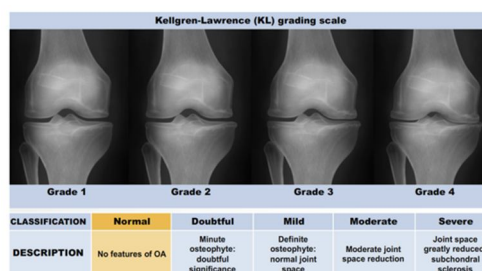 Kellgren-Lawrence (KL) grading scale
Grade 1 Grade 2 Grade 3 Grade 4
CLASSIFICATION Normal Doubtful Mild Moderate Severe
DESCRIPTION No features of OA Minute osteophyte: doubtful significance Definite osteophyte: normal joint space Moderate joint space reduction Joint space greatly reduced subchondral sclerosis